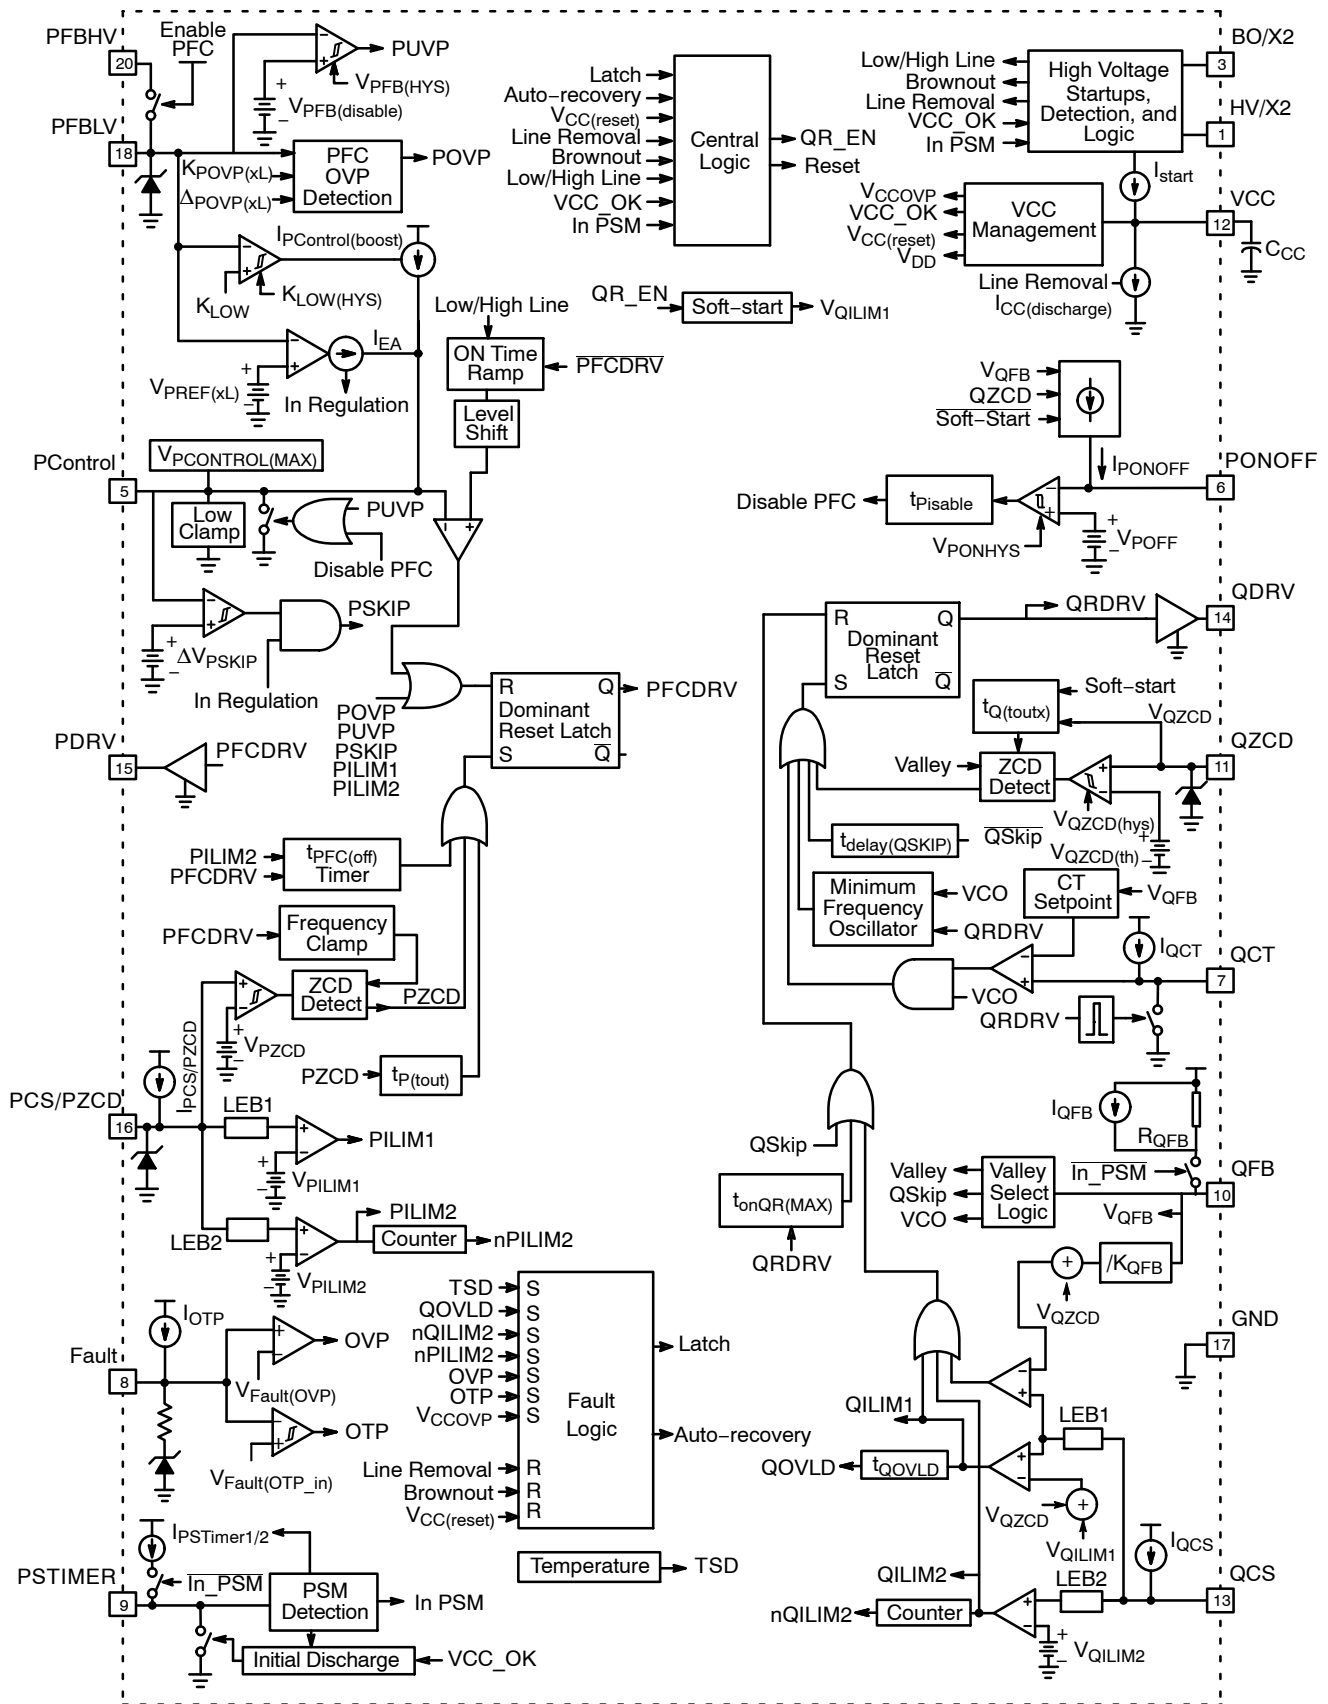 PFBHV
20
Enable
PFC
PUVP
VPFB(HYS)
VPFB(disable)
+
−
PFBLV
18
KPOVP(xL)
ΔPOVP(xL)
PFC
OVP
Detection
POVP
IPControl(boost)
−
+
KLOW
KLOW(HYS)
IEA
−
+
VPREF(xL)
In Regulation
Low/High Line
ON Time
Ramp
PFCDRV
Level
Shift
Latch
Auto−recovery
VCC(reset)
Line Removal
Brownout
Low/High Line
VCC_OK
In PSM
Central
Logic
QR_EN
Reset
QR_EN
Soft−start
VQILIM1
Low/High Line
Brownout
Line Removal
VCC_OK
In PSM
High Voltage
Startups,
Detection, and
Logic
BO/X2
3
HV/X2
1
Istart
VCCOVP
VCC_OK
VCC(reset)
VDD
VCC
Management
VCC
12
CCC
Line Removal
ICC(discharge)
VQFB
QZCD
Soft−Start
IPONOFF
PONOFF
6
Disable PFC
tPisable
VPONHYS
+
−
VPOFF
PControl
5
VPCONTROL(MAX)
Low
Clamp
PUVP
Disable PFC
−
+
ΔVPSKIP
PSKIP
In Regulation
POVP
PUVP
PSKIP
PILIM1
PILIM2
R
Q
Dominant
Reset Latch
S
Q
PFCDRV
PDRV
15
PFCDRV
PILIM2
PFCDRV
tPFC(off)
Timer
PFCDRV
Frequency
Clamp
ZCD
Detect
PZCD
+
−
VPZCD
PZCD
tP(tout)
IPCS/PZCD
PCS/PZCD
16
LEB1
PILIM1
VPILIM1
LEB2
PILIM2
Counter
nPILIM2
VPILIM2
R
Q
Dominant
Reset
Latch
S
Q
QRDRV
QDRV
14
Soft−start
tQ(toutx)
VQZCD
QZCD
11
Valley
ZCD
Detect
VQZCD(hys)
VQZCD(th)
tdelay(QSKIP)
QSkip
Minimum
Frequency
Oscillator
VCO
QRDRV
CT
Setpoint
VQFB
IQCT
QCT
7
VCO
QRDRV
QSkip
tonQR(MAX)
QRDRV
IQFB
RQFB
In_PSM
QFB
10
Valley
QSkip
VCO
Valley
Select
Logic
VQFB
/KQFB
+
VQZCD
GND
17
IOTP
Fault
8
OVP
VFault(OVP)
OTP
VFault(OTP_in)
TSD
QOVLD
nQILIM2
nPILIM2
OVP
OTP
VCCOVP
Line Removal
Brownout
VCC(reset)
S
S
S
S
S
S
S
R
R
R
Fault
Logic
Latch
Auto−recovery
Temperature
TSD
QILIM1
QOVLD
tQOVLD
LEB1
VQZCD
+
VQILIM1
IQCS
QCS
13
QILIM2
LEB2
nQILIM2
Counter
VQILIM2
IPSTimer1/2
PSTIMER
9
In_PSM
PSM
Detection
In PSM
Initial Discharge
VCC_OK